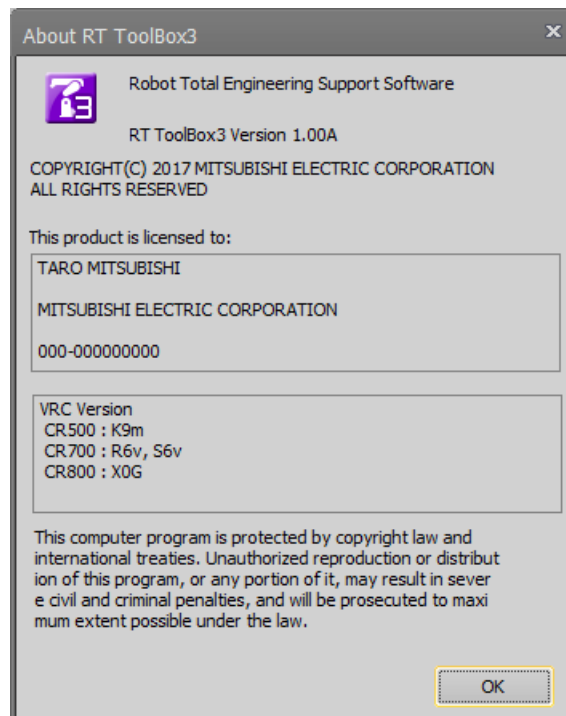 About RT ToolBox3
Robot Total Engineering Support Software
RT ToolBox3 Version 1.00A
COPYRIGHT(C) 2017 MITSUBISHI ELECTRIC CORPORATION
ALL RIGHTS RESERVED
This product is licensed to:
TARO MITSUBISHI
MITSUBISHI ELECTRIC CORPORATION
000-000000000
VRC Version
CR500 : K9m
CR700 : R6v, S6v
CR800 : X0G
This computer program is protected by copyright law and
international treaties. Unauthorized reproduction or distribut
ion of this program, or any portion of it, may result in sever
e civil and criminal penalties, and will be prosecuted to maxi
mum extent possible under the law.
OK